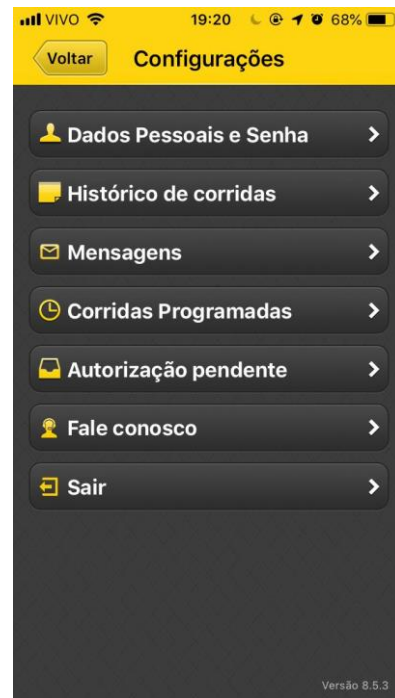 VIVO 19:20 68%
Voltar Configurações
Dados Pessoais e Senha
Histórico de corridas
Mensagens
Corridas Programadas
Autorização pendente
Fale conosco
Sair
Versão 8.5.3